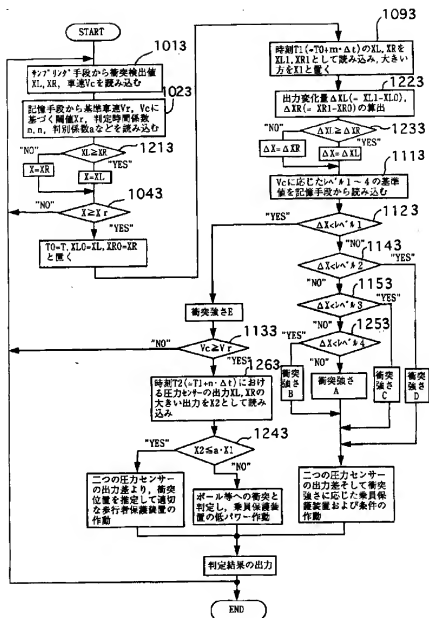 START
1013
サンプリング手段から衝突検出値
XL,XR, 車速Vcを読み込む
1023
記憶手段から基準車速Vr, Vcに
基づく閾値Xr, 判定時間係数
m,n, 判別係数aなどを読み込む
1213
XL≧XR
"NO"
"YES"
X=XR
X=XL
1043
X≧Xr
"NO"
"YES"
T0=T, XL0=XL, XR0=XR
と置く
1093
時刻T1(=T0+m・Δt)のXL,XRを
XL1,XR1として読み込み、大きい
方をX1と置く
1223
出力変化量ΔXL(=XL1-XL0),
ΔXR(=XR1-XR0)の算出
1233
ΔXL≧ΔXR
"NO"
"YES"
ΔX=ΔXR
ΔX=ΔXL
1113
Vcに応じたレベル1~4の基準
値を記憶手段から読み込む
1123
"YES"
ΔX<レベル1
"NO"
1143
ΔX<レベル2
"YES"
"NO"
1153
ΔX<レベル3
"YES"
"NO"
1253
"YES"
ΔX<レベル4
"NO"
衝突強さE
衝突強さ
B
衝突強さ
A
衝突強さ
C
衝突強さ
D
1133
"NO"
Vc≧Vr
"YES"
1263
時刻T2(=T1+n・Δt)における
圧力センサーの出力XL,XRの
大きい出力をX2として読み
込み
1243
"YES"
X2≦a・X1
"NO"
二つの圧力センサー
の出力差より、衝突
位置を推定して適切
な歩行者保護装置の
作動
ポール等への衝突と
判定し、乗員保護装
置の低パワー作動
二つの圧力センサー
の出力差そして衝突
強さに応じた乗員保
護装置および条件の
作動
判定結果の出力
END